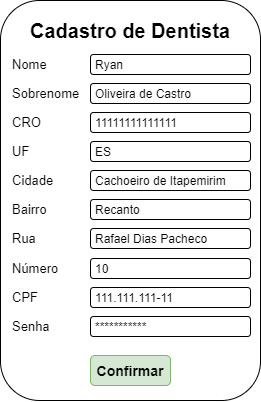 Cadastro de Dentista
Nome Ryan
Sobrenome Oliveira de Castro
CRO 11111111111111
UF ES
Cidade Cachoeiro de Itapemirim
Bairro Recanto
Rua Rafael Dias Pacheco
Número 10
CPF 111.111.111-11
Senha ***********
Confirmar